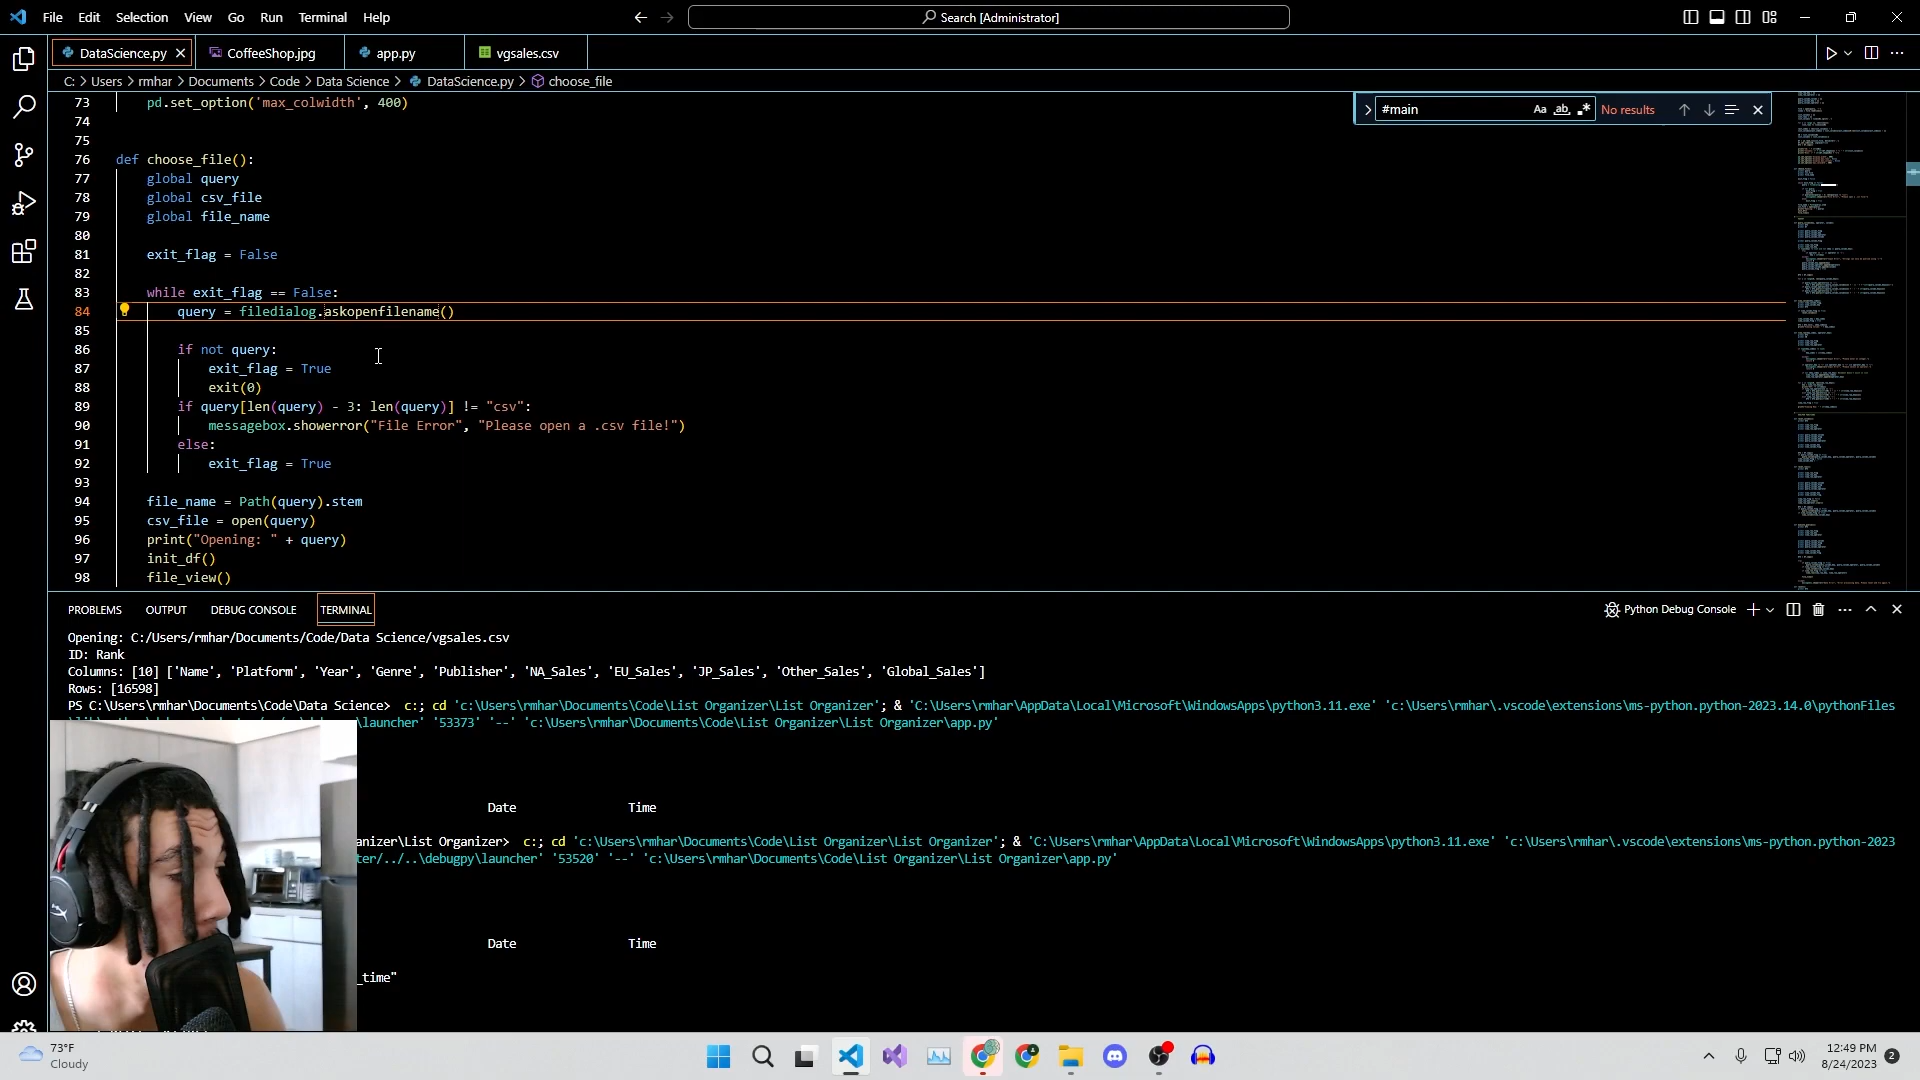 File Edit Selection View Go Run Terminal Help
Search [Administrator]
DataScience.py CoffeeShop.jpg app.py vgsales.csv
C: > Users > rmhar > Documents > Code > Data Science > DataScience.py > choose_file
#main Aa ab No results
73 pd.set_option('max_colwidth', 400)
74
75
76 def choose_file():
77 global query
78 global csv_file
79 global file_name
80
81 exit_flag = False
82
83 while exit_flag == False:
84 query = filedialog.askopenfilename()
85
86 if not query:
87 exit_flag = True
88 exit(0)
89 if query[len(query) - 3: len(query)] != "csv":
90 messagebox.showerror("File Error", "Please open a .csv file!")
91 else:
92 exit_flag = True
93
94 file_name = Path(query).stem
95 csv_file = open(query)
96 print("Opening: " + query)
97 init_df()
98 file_view()
PROBLEMS OUTPUT DEBUG CONSOLE TERMINAL
Python Debug Console
Opening: C:/Users/rmhar/Documents/Code/Data Science/vgsales.csv
ID: Rank
Columns: [10] ['Name', 'Platform', 'Year', 'Genre', 'Publisher', 'NA_Sales', 'EU_Sales', 'JP_Sales', 'Other_Sales', 'Global_Sales']
Rows: [16598]
PS C:\Users\rmhar\Documents\Code\Data Science> c:; cd 'c:\Users\rmhar\Documents\Code\List Organizer\List Organizer'; & 'C:\Users\rmhar\AppData\Local\Microsoft\WindowsApps\python3.11.exe' 'c:\Users\rmhar\.vscode\extensions\ms-python.python-2023.14.0\pythonFiles
\launcher' '53373' '--' 'c:\Users\rmhar\Documents\Code\List Organizer\List Organizer\app.py'
Date Time
anizer\List Organizer> c:; cd 'c:\Users\rmhar\Documents\Code\List Organizer\List Organizer'; & 'C:\Users\rmhar\AppData\Local\Microsoft\WindowsApps\python3.11.exe' 'c:\Users\rmhar\.vscode\extensions\ms-python.python-2023
ter/../..\debugpy\launcher' '53520' '--' 'c:\Users\rmhar\Documents\Code\List Organizer\List Organizer\app.py'
Date Time
_time"
73°F
Cloudy
12:49 PM
8/24/2023
2